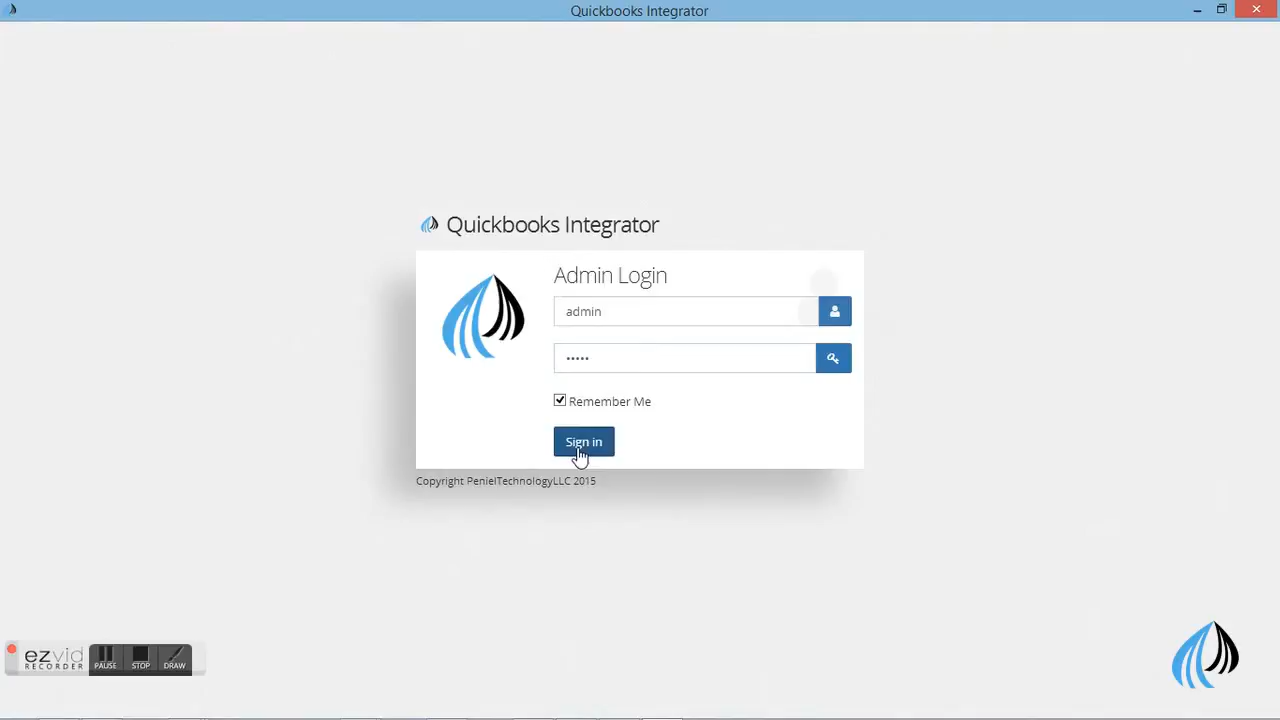 Quickbooks Integrator
Quickbooks Integrator
Admin Login
admin
•••••
Remember Me
Sign in
Copyright PenielTechnologyLLC 2015
ezvid
RECORDER
PAUSE
STOP
DRAW